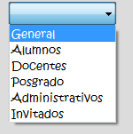 General
Alumnos
Docentes
Posgrado
Administrativos
Invitados